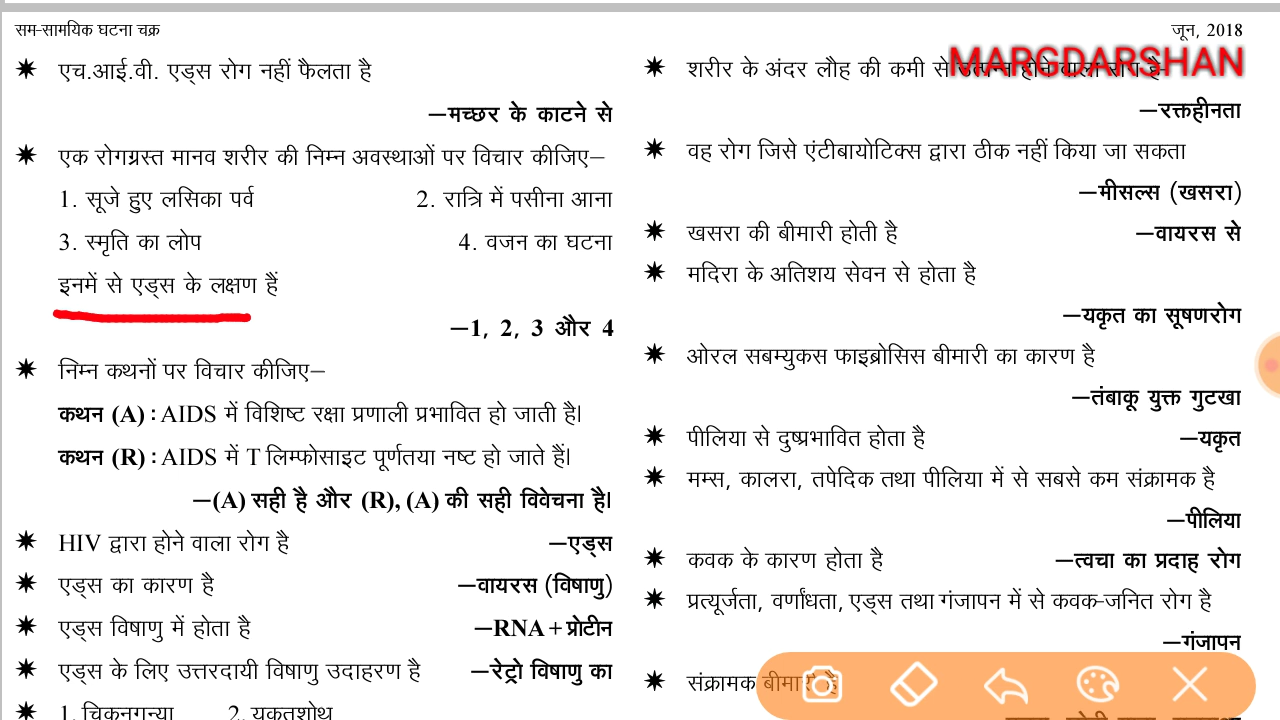 सम-सामयिक घटना चक्र
जून, 2018
MARGDARSHAN
✶ एच.आई.वी. एड्स रोग नहीं फैलता है
–मच्छर के काटने से
✶ एक रोगग्रस्त मानव शरीर की निम्न अवस्थाओं पर विचार कीजिए–
1. सूजे हुए लसिका पर्व 2. रात्रि में पसीना आना
3. स्मृति का लोप 4. वजन का घटना
इनमें से एड्स के लक्षण हैं
–1, 2, 3 और 4
✶ निम्न कथनों पर विचार कीजिए–
कथन (A) : AIDS में विशिष्ट रक्षा प्रणाली प्रभावित हो जाती है।
कथन (R) : AIDS में T लिम्फोसाइट पूर्णतया नष्ट हो जाते हैं।
–(A) सही है और (R), (A) की सही विवेचना है।
✶ HIV द्वारा होने वाला रोग है –एड्स
✶ एड्स का कारण है –वायरस (विषाणु)
✶ एड्स विषाणु में होता है –RNA + प्रोटीन
✶ एड्स के लिए उत्तरदायी विषाणु उदाहरण है –रेट्रो विषाणु का
✶ 1. चिकनगुन्या 2. यकृतशोथ
✶ शरीर के अंदर लौह की कमी से उत्पन्न होने वाला रोग है–
–रक्तहीनता
✶ वह रोग जिसे एंटीबायोटिक्स द्वारा ठीक नहीं किया जा सकता
–मीसल्स (खसरा)
✶ खसरा की बीमारी होती है –वायरस से
✶ मदिरा के अतिशय सेवन से होता है
–यकृत का सूषणरोग
✶ ओरल सबम्युकस फाइब्रोसिस बीमारी का कारण है
–तंबाकू युक्त गुटखा
✶ पीलिया से दुष्प्रभावित होता है –यकृत
✶ मम्स, कालरा, तपेदिक तथा पीलिया में से सबसे कम संक्रामक है
–पीलिया
✶ कवक के कारण होता है –त्वचा का प्रदाह रोग
✶ प्रत्यूर्जता, वर्णांधता, एड्स तथा गंजापन में से कवक-जनित रोग है
–गंजापन
✶ संक्रामक बीमारी है